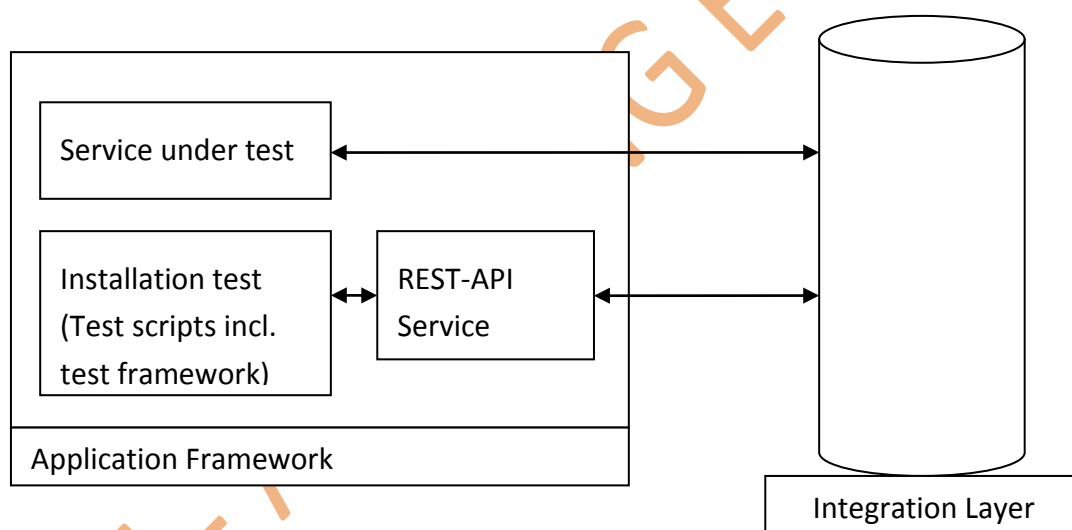 Service under test
Installation test
(Test scripts incl.
test framework)
REST-API
Service
Application Framework
Integration Layer